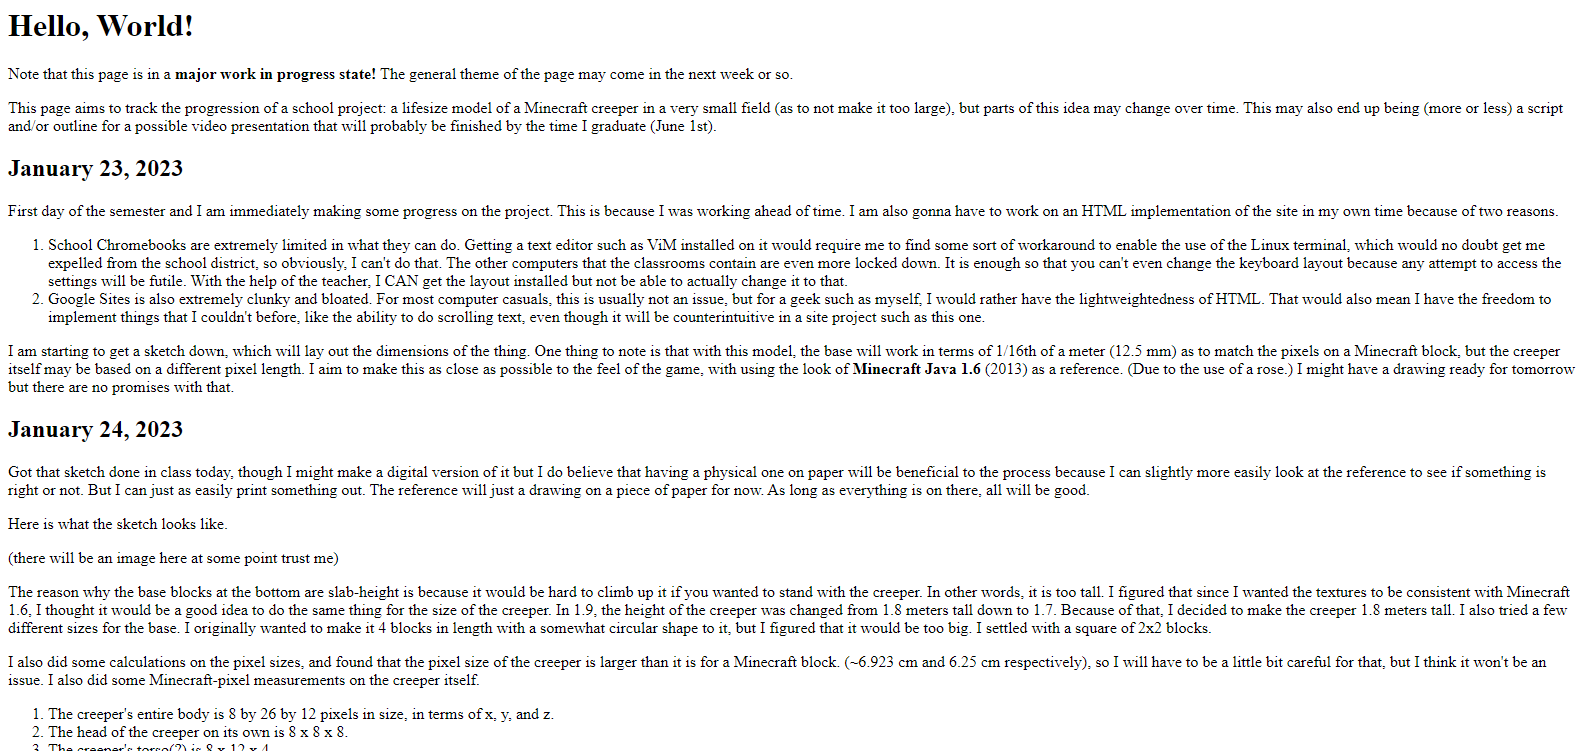 Hello, World!
Note that this page is in a major work in progress state! The general theme of the page may come in the next week or so.
This page aims to track the progression of a school project: a lifesize model of a Minecraft creeper in a very small field (as to not make it too large), but parts of this idea may change over time. This may also end up being (more or less) a script
and/or outline for a possible video presentation that will probably be finished by the time I graduate (June 1st).
January 23, 2023
First day of the semester and I am immediately making some progress on the project. This is because I was working ahead of time. I am also gonna have to work on an HTML implementation of the site in my own time because of two reasons.
1. School Chromebooks are extremely limited in what they can do. Getting a text editor such as ViM installed on it would require me to find some sort of workaround to enable the use of the Linux terminal, which would no doubt get me
expelled from the school district, so obviously, I can't do that. The other computers that the classrooms contain are even more locked down. It is enough so that you can't even change the keyboard layout because any attempt to access the
settings will be futile. With the help of the teacher, I CAN get the layout installed but not be able to actually change it to that.
2. Google Sites is also extremely clunky and bloated. For most computer casuals, this is usually not an issue, but for a geek such as myself, I would rather have the lightweightedness of HTML. That would also mean I have the freedom to
implement things that I couldn't before, like the ability to do scrolling text, even though it will be counterintuitive in a site project such as this one.
I am starting to get a sketch down, which will lay out the dimensions of the thing. One thing to note is that with this model, the base will work in terms of 1/16th of a meter (12.5 mm) as to match the pixels on a Minecraft block, but the creeper
itself may be based on a different pixel length. I aim to make this as close as possible to the feel of the game, with using the look of Minecraft Java 1.6 (2013) as a reference. (Due to the use of a rose.) I might have a drawing ready for tomorrow
but there are no promises with that.
January 24, 2023
Got that sketch done in class today, though I might make a digital version of it but I do believe that having a physical one on paper will be beneficial to the process because I can slightly more easily look at the reference to see if something is
right or not. But I can just as easily print something out. The reference will just a drawing on a piece of paper for now. As long as everything is on there, all will be good.
Here is what the sketch looks like.
(there will be an image here at some point trust me)
The reason why the base blocks at the bottom are slab-height is because it would be hard to climb up it if you wanted to stand with the creeper. In other words, it is too tall. I figured that since I wanted the textures to be consistent with Minecraft
1.6, I thought it would be a good idea to do the same thing for the size of the creeper. In 1.9, the height of the creeper was changed from 1.8 meters tall down to 1.7. Because of that, I decided to make the creeper 1.8 meters tall. I also tried a few
different sizes for the base. I originally wanted to make it 4 blocks in length with a somewhat circular shape to it, but I figured that it would be too big. I settled with a square of 2x2 blocks.
I also did some calculations on the pixel sizes, and found that the pixel size of the creeper is larger than it is for a Minecraft block. (~6.923 cm and 6.25 cm respectively), so I will have to be a little bit careful for that, but I think it won't be an
issue. I also did some Minecraft-pixel measurements on the creeper itself.
1. The creeper's entire body is 8 by 26 by 12 pixels in size, in terms of x, y, and z.
2. The head of the creeper on its own is 8 x 8 x 8.
3. The creeper's torso(?) is 8 x 12 x 4